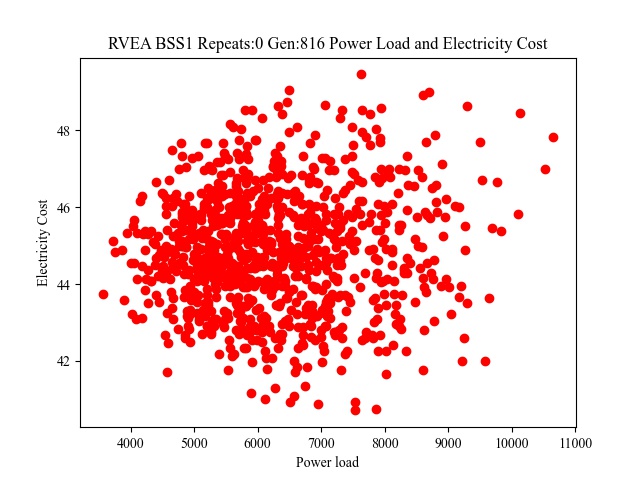 RVEA BSS1 Repeats:0 Gen:816 Power Load and Electricity Cost
48
46
44
42
Electricity Cost
4000 5000 6000 7000 8000 9000 10000 11000
Power load